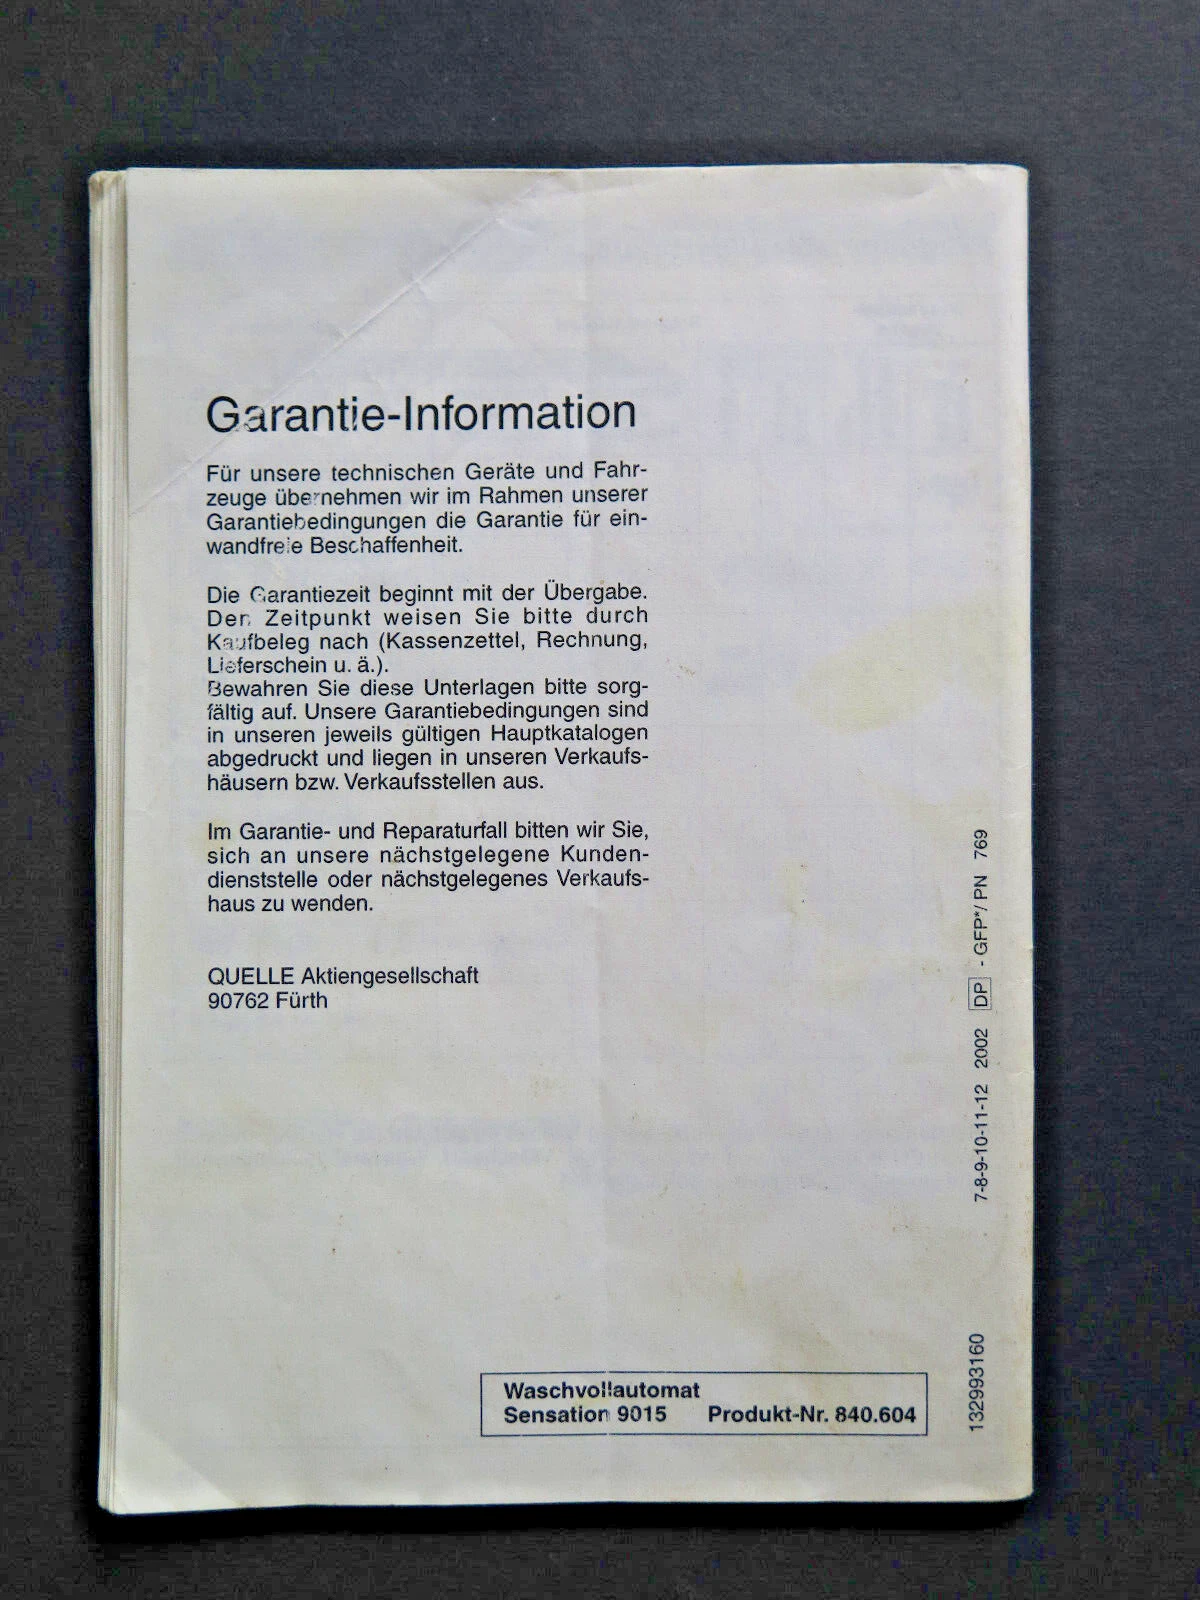 Garantie-Information
Für unsere technischen Geräte und Fahr-
zeuge übernehmen wir im Rahmen unserer
Garantiebedingungen die Garantie für ein-
wandfreie Beschaffenheit.
Die Garantiezeit beginnt mit der Übergabe.
Den Zeitpunkt weisen Sie bitte durch
Kaufbeleg nach (Kassenzettel, Rechnung,
Lieferschein u. ä.).
Bewahren Sie diese Unterlagen bitte sorg-
fältig auf. Unsere Garantiebedingungen sind
in unseren jeweils gültigen Hauptkatalogen
abgedruckt und liegen in unseren Verkaufs-
häusern bzw. Verkaufsstellen aus.
Im Garantie- und Reparaturfall bitten wir Sie,
sich an unsere nächstgelegene Kunden-
dienststelle oder nächstgelegenes Verkaufs-
haus zu wenden.
QUELLE Aktiengesellschaft
90762 Fürth
Waschvollautomat
Sensation 9015 Produkt-Nr. 840.604
132993160
7-8-9-10-11-12 2002 DP - GFP*/ PN 769